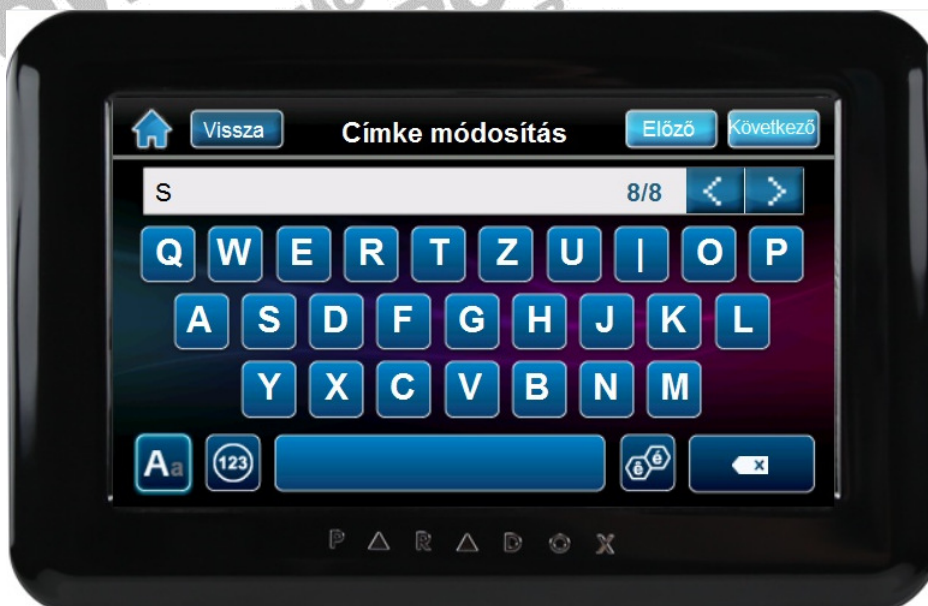 Vissza Címke módosítás Előző Következő
S 8/8
Q W E R T Z U | O P
A S D F G H J K L
Y X C V B N M
Aa 123 ê é x
PARADOX